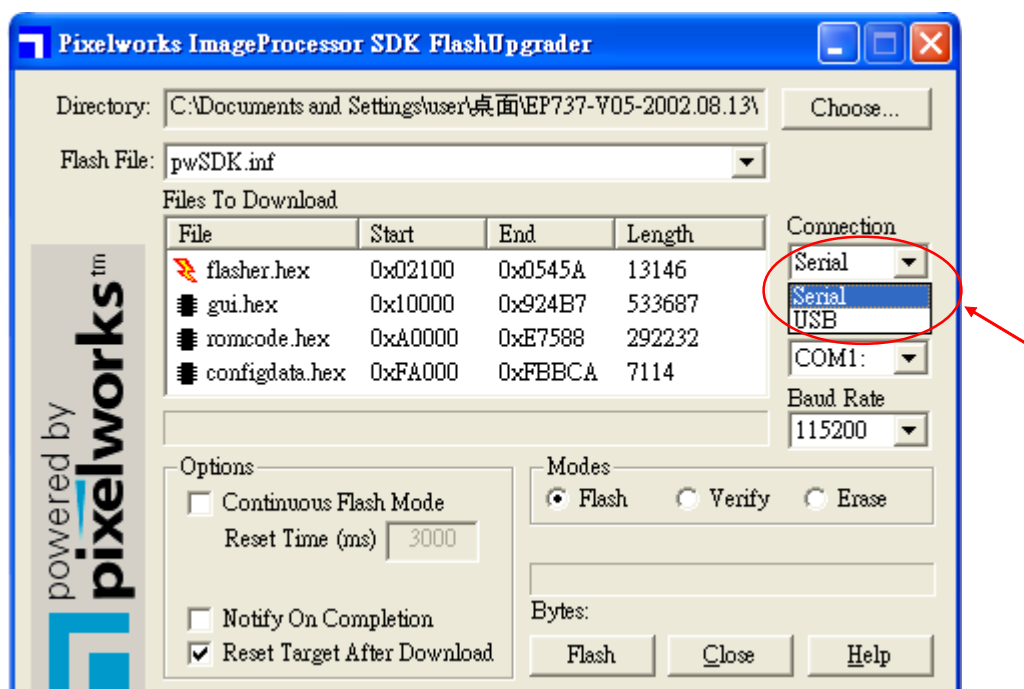 Pixelworks ImageProcessor SDK FlashUpgrader
Directory: C:\Documents and Settings\user\桌面\EP737-V05-2002.08.13\ Choose...
Flash File: pwSDK.inf
Files To Download
File Start End Length
flasher.hex 0x02100 0x0545A 13146
gui.hex 0x10000 0x924B7 533687
romcode.hex 0xA0000 0xE7588 292232
configdata.hex 0xFA000 0xFBBCA 7114
Connection
Serial
Serial
USB
COM1:
Baud Rate
115200
powered by
pixelworks tm
Options
Continuous Flash Mode
Reset Time (ms) 3000
Notify On Completion
Reset Target After Download
Modes
Flash Verify Erase
Bytes:
Flash Close Help